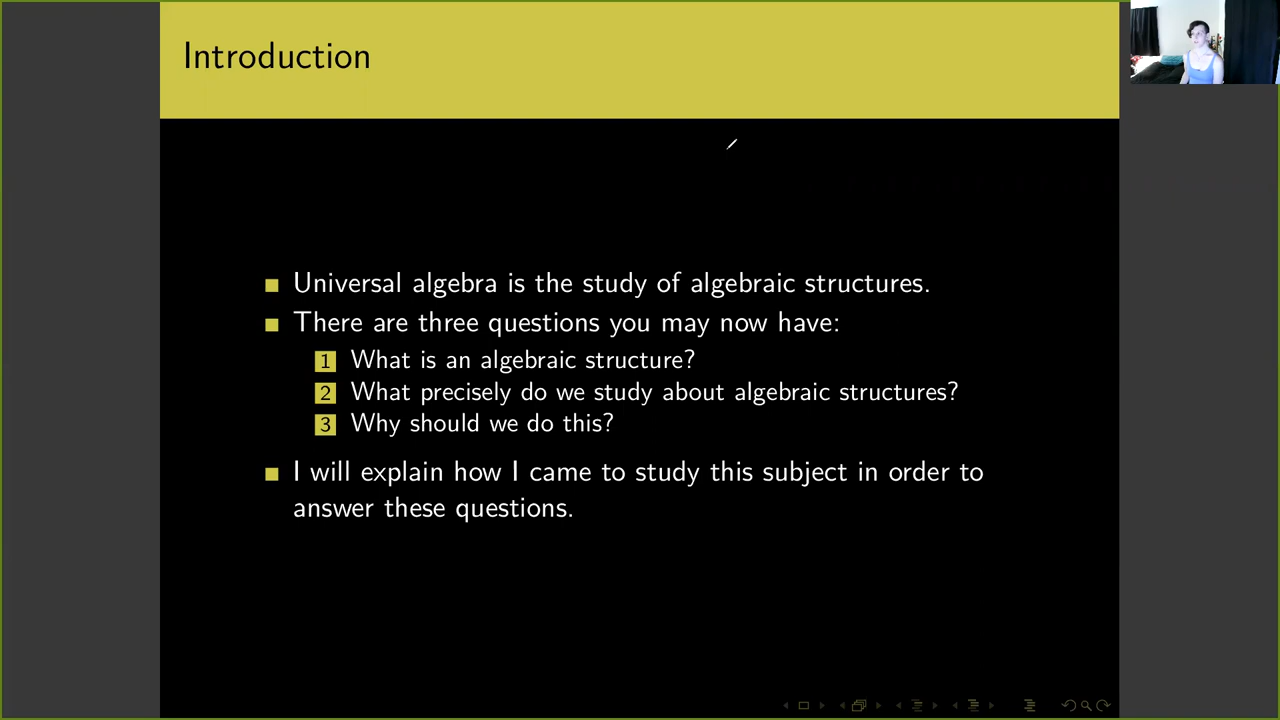 Introduction
Universal algebra is the study of algebraic structures.
There are three questions you may now have:
1 What is an algebraic structure?
2 What precisely do we study about algebraic structures?
3 Why should we do this?
I will explain how I came to study this subject in order to
answer these questions.